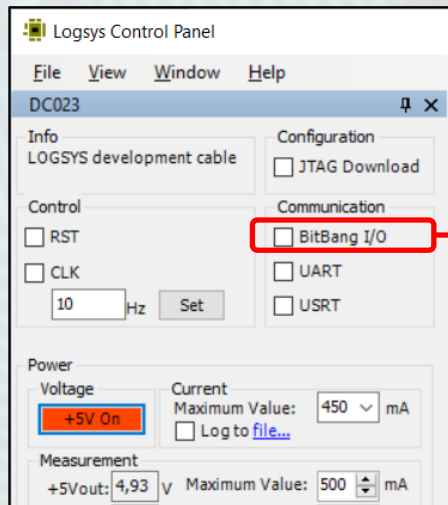 Logsys Control Panel
File View Window Help
DC023
Info
LOGSYS development cable
Configuration
JTAG Download
Control
RST
CLK
10 Hz Set
Communication
BitBang I/O
UART
USRT
Power
Voltage
+5V On
Current
Maximum Value: 450 mA
Log to file...
Measurement
+5Vout: 4,93 V Maximum Value: 500 mA